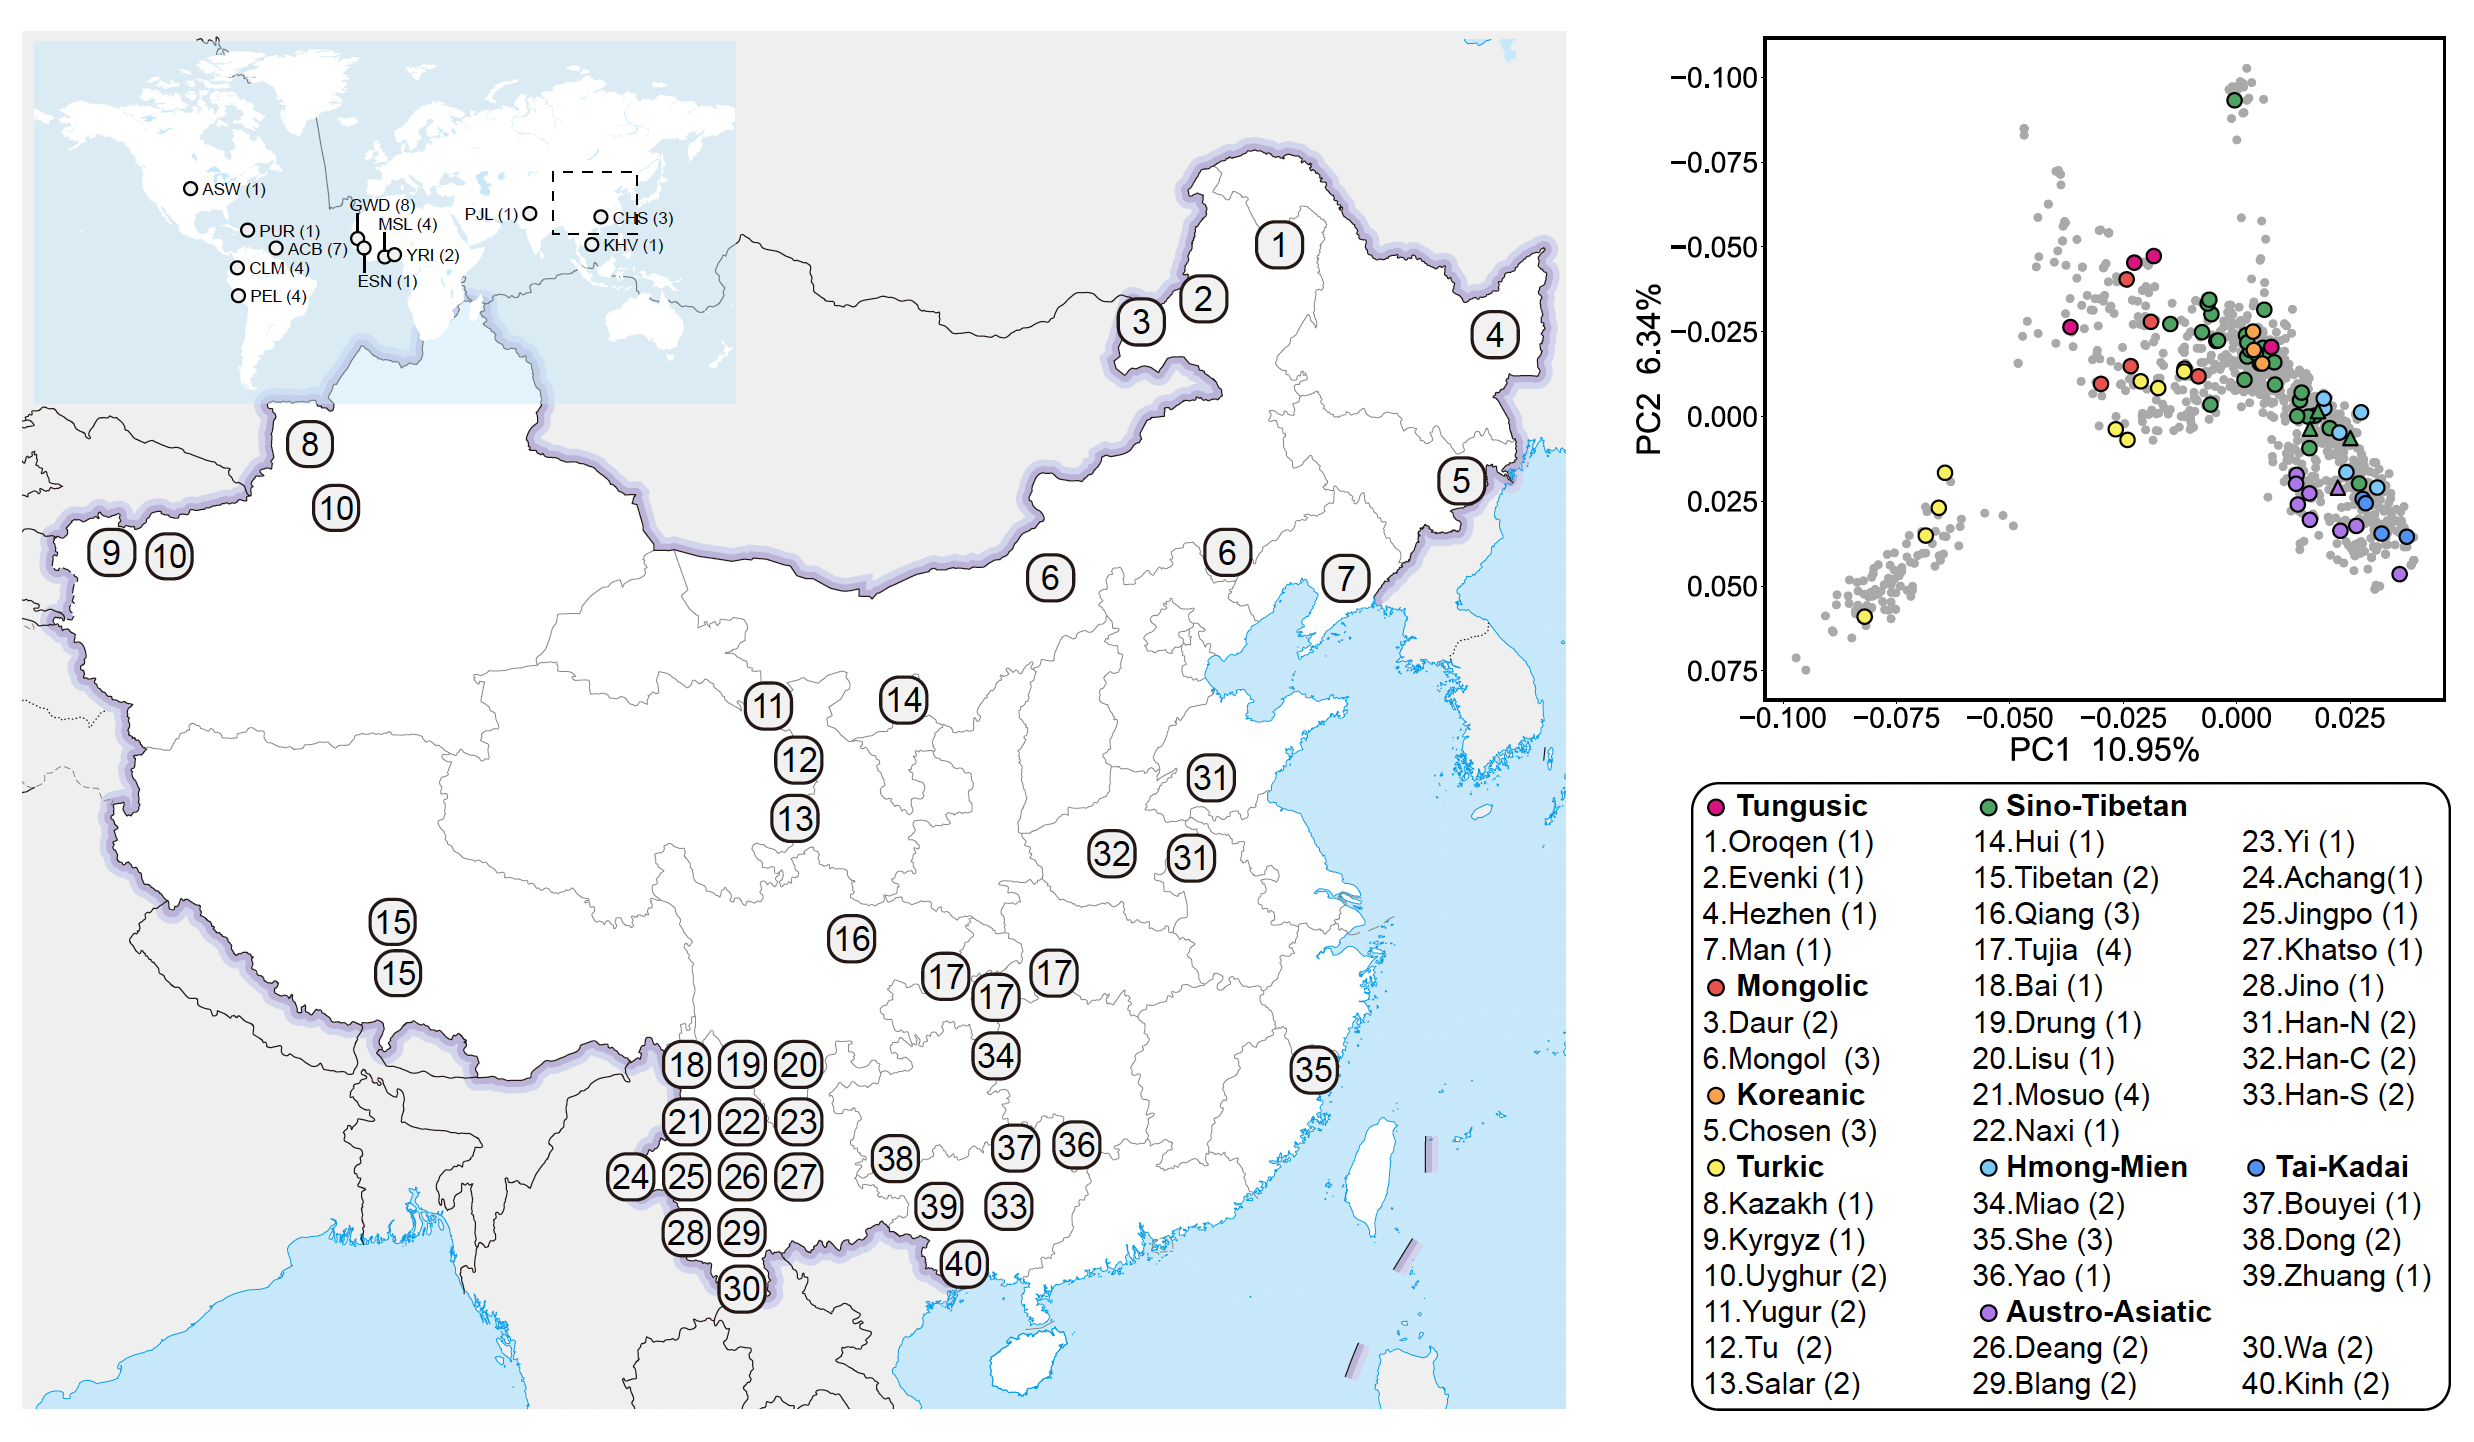 ASW (1)
PUR (1)
ACB (7)
CLM (4)
PEL (4)
GWD (8)
MSL (4)
YRI (2)
ESN (1)
PJL (1)
CHS (3)
KHV (1)
1
2
3
4
5
8
10
9
10
6
6
7
11
14
12
13
31
32
31
15
15
16
17
17
17
34
35
18
19
20
21
22
23
24
25
26
27
28
29
30
38
37
36
39
33
40
−0.100
−0.075
−0.050
−0.025
0.000
0.025
0.050
0.075
PC2 6.34%
−0.100
−0.075
−0.050
−0.025
0.000
0.025
PC1 10.95%
Tungusic
1.Oroqen (1)
2.Evenki (1)
4.Hezhen (1)
7.Man (1)
Mongolic
3.Daur (2)
6.Mongol (3)
Koreanic
5.Chosen (3)
Turkic
8.Kazakh (1)
9.Kyrgyz (1)
10.Uyghur (2)
11.Yugur (2)
12.Tu (2)
13.Salar (2)
Sino-Tibetan
14.Hui (1)
15.Tibetan (2)
16.Qiang (3)
17.Tujia (4)
18.Bai (1)
19.Drung (1)
20.Lisu (1)
21.Mosuo (4)
22.Naxi (1)
23.Yi (1)
24.Achang(1)
25.Jingpo (1)
27.Khatso (1)
28.Jino (1)
31.Han-N (2)
32.Han-C (2)
33.Han-S (2)
Hmong-Mien
34.Miao (2)
35.She (3)
36.Yao (1)
Tai-Kadai
37.Bouyei (1)
38.Dong (2)
39.Zhuang (1)
Austro-Asiatic
26.Deang (2)
29.Blang (2)
30.Wa (2)
40.Kinh (2)